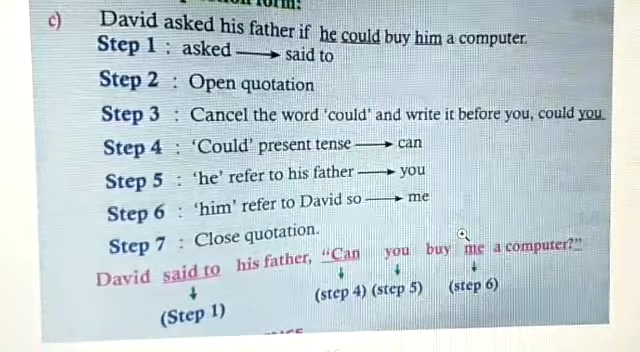 c) David asked his father if he could buy him a computer.
Step 1 : asked → said to
Step 2 : Open quotation
Step 3 : Cancel the word 'could' and write it before you, could you
Step 4 : 'Could' present tense → can
Step 5 : 'he' refer to his father → you
Step 6 : 'him' refer to David so → me
Step 7 : Close quotation.
David said to his father, "Can you buy me a computer?"
(Step 1) (step 4) (step 5) (step 6)